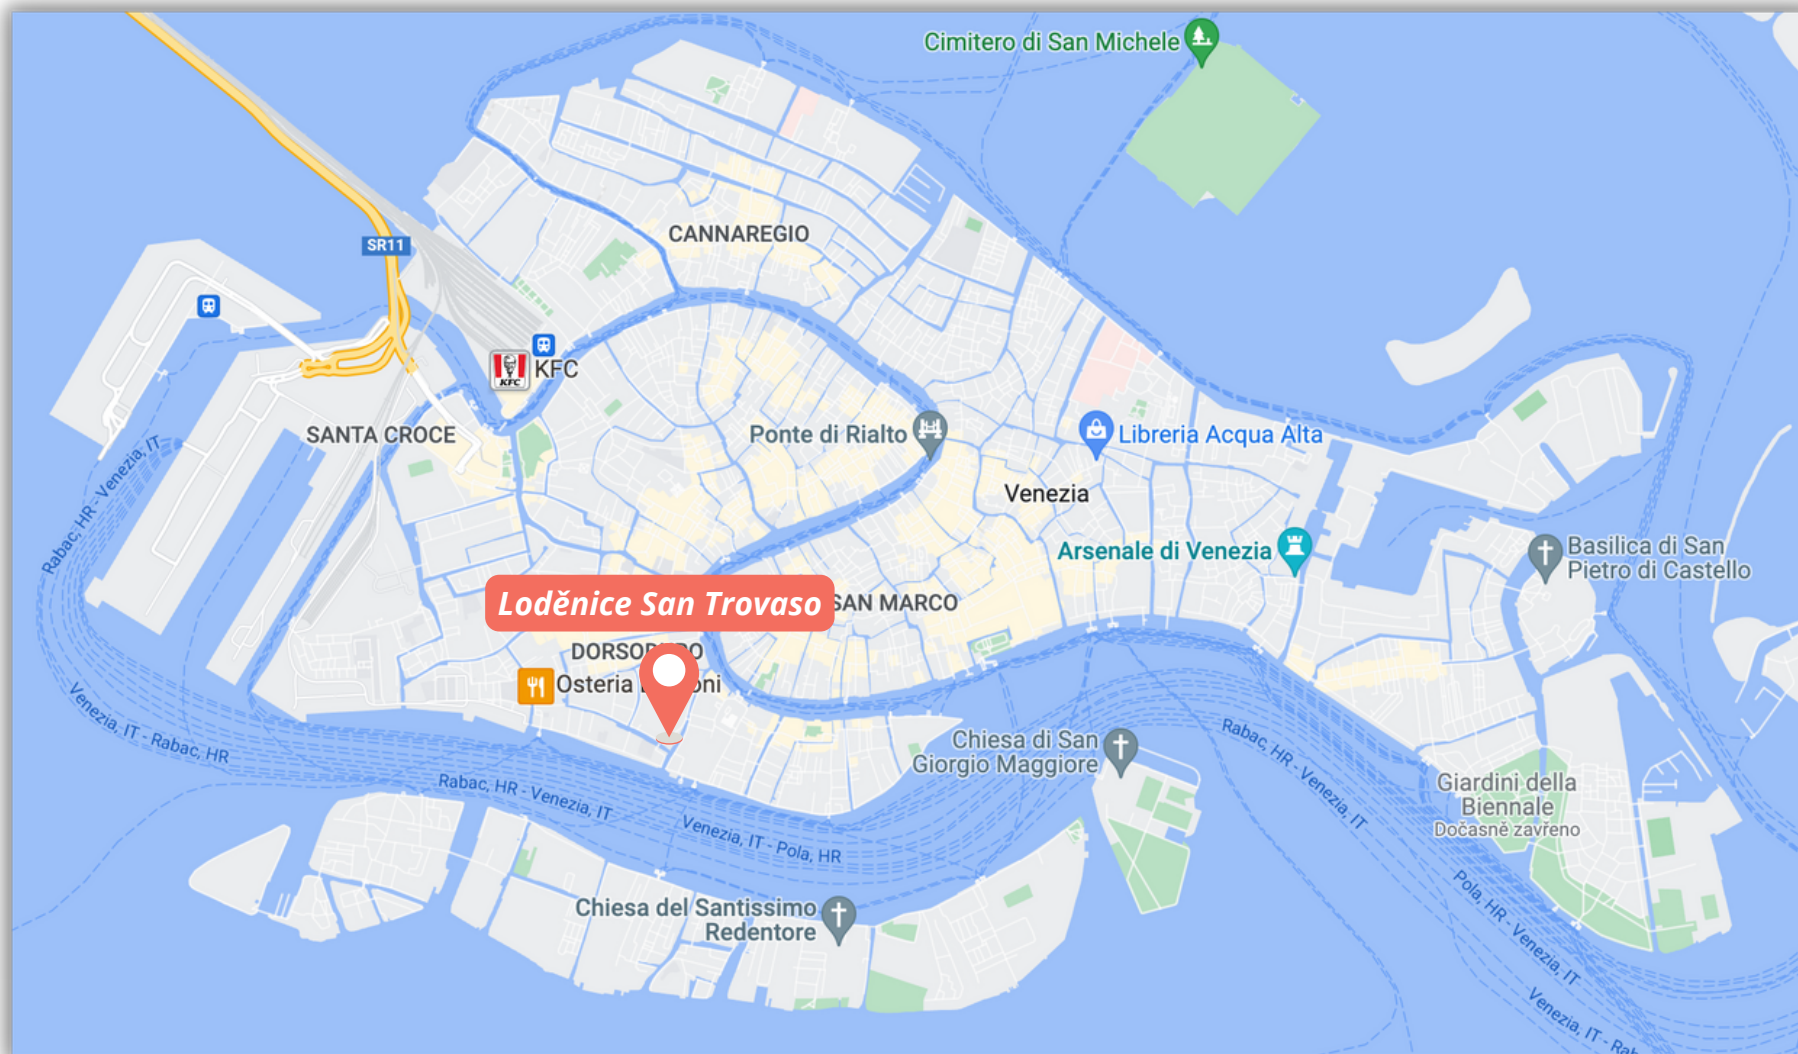 Cimitero di San Michele
CANNAREGIO
SR11
KFC
KFC
SANTA CROCE
Ponte di Rialto
Libreria Acqua Alta
Venezia
Rabac, HR - Venezia, IT
Arsenale di Venezia
Basilica di San
Pietro di Castello
Loděnice San Trovaso
SAN MARCO
Osteria
Venezia, IT - Rabac, HR
Rabac, HR - Venezia, IT
Chiesa di San
Giorgio Maggiore
Rabac, HR - Venezia, IT
Giardini della
Biennale
Dočasně zavřeno
Venezia, IT - Pola, HR
Chiesa del Santissimo
Redentore
Pola, HR - Venezia, IT
Venezia, IT -